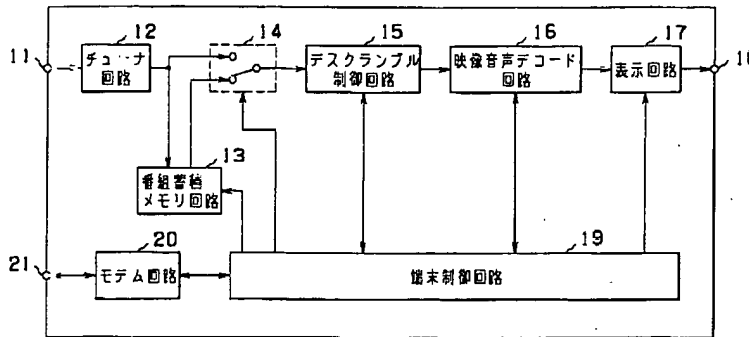 12
14
15
16
17
11
チューナ
回路
デスクランブル
制御回路
映像音声デコード
回路
表示回路
18
13
番組蓄積
メモリ回路
20
19
21
モデム回路
端末制御回路